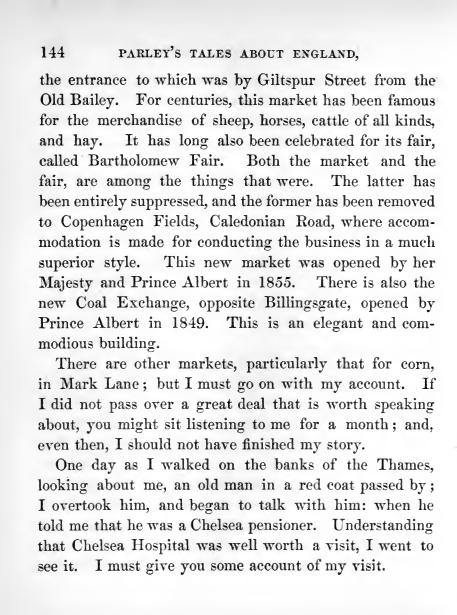 144 PARLEY'S TALES ABOUT ENGLAND,
the entrance to which was by Giltspur Street from the
Old Bailey. For centuries, this market has been famous
for the merchandise of sheep, horses, cattle of all kinds,
and hay. It has long also been celebrated for its fair,
called Bartholomew Fair. Both the market and the
fair, are among the things that were. The latter has
been entirely suppressed, and the former has been removed
to Copenhagen Fields, Caledonian Road, where accom-
modation is made for conducting the business in a much
superior style. This new market was opened by her
Majesty and Prince Albert in 1855. There is also the
new Coal Exchange, opposite Billingsgate, opened by
Prince Albert in 1849. This is an elegant and com-
modious building.
There are other markets, particularly that for corn,
in Mark Lane; but I must go on with my account. If
I did not pass over a great deal that is worth speaking
about, you might sit listening to me for a month; and,
even then, I should not have finished my story.
One day as I walked on the banks of the Thames,
looking about me, an old man in a red coat passed by;
I overtook him, and began to talk with him: when he
told me that he was a Chelsea pensioner. Understanding
that Chelsea Hospital was well worth a visit, I went to
see it. I must give you some account of my visit.